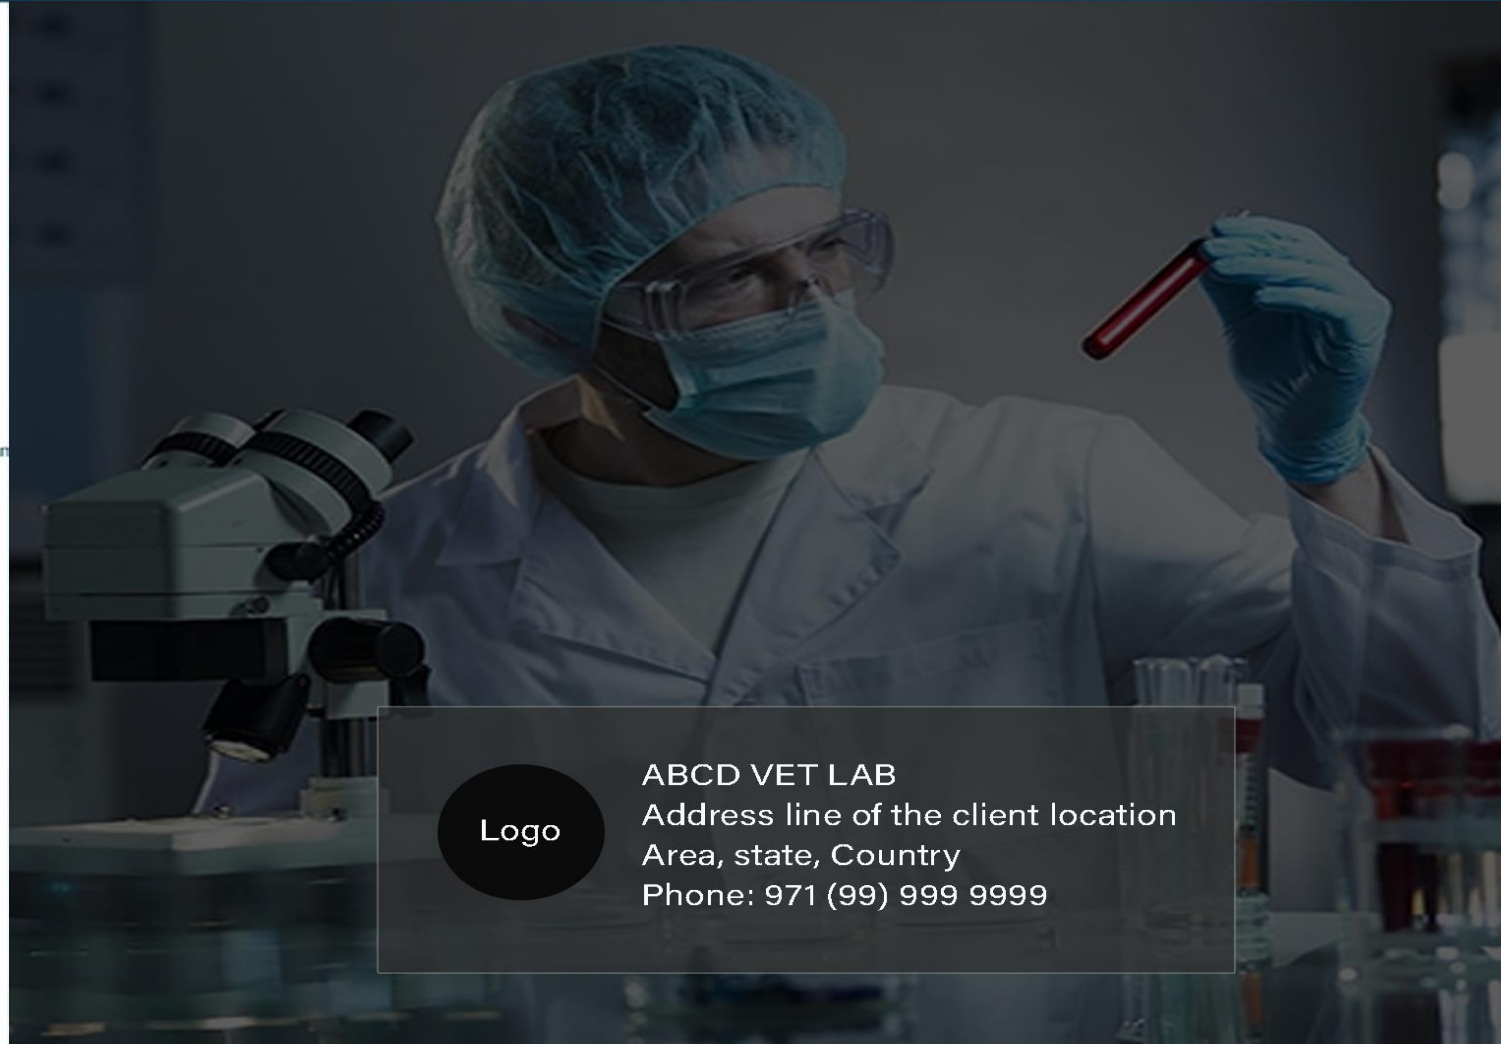 Logo
ABCD VET LAB
Address line of the client location
Area, state, Country
Phone: 971 (99) 999 9999